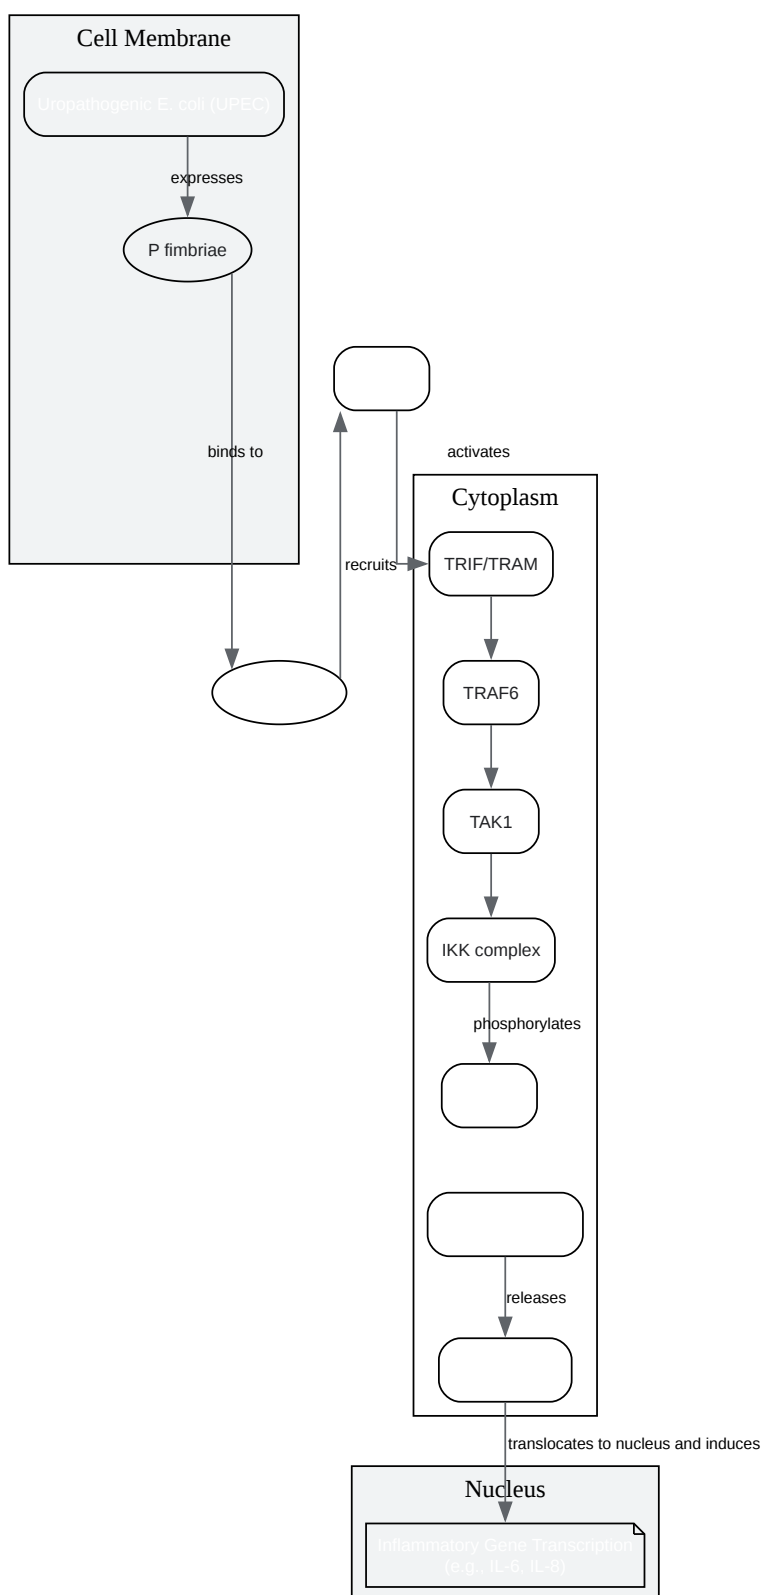 Cell Membrane
Uropathogenic E. coli (UPEC)
expresses
P fimbriae
binds to
activates
Cytoplasm
recruits
TRIF/TRAM
TRAF6
TAK1
IKK complex
phosphorylates
releases
translocates to nucleus and induces
Nucleus
Inflammatory Gene Transcription
(e.g., IL-6, IL-8)